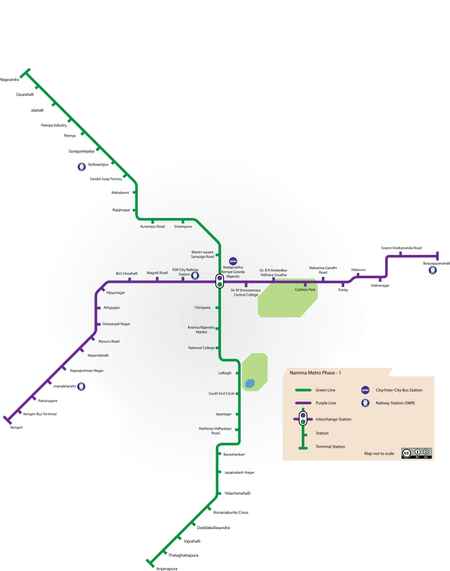 Nagasandra
Dasarahalli
Jalahalli
Peenya Industry
Peenya
Goraguntepalya
Yeshwantpur
Sandal Soap Factory
Mahalaxmi
Rajajinagar
Kuvempu Road
Srirampura
Mantri square
Sampige Road
Nadaprabhu
Kempe Gowda
Majestic
KSR City Railway
Station
Magadi Road
BGS Hosahalli
Vijayanagar
Attiguppe
Deepanjali Nagar
Mysuru Road
Nayandahalli
Rajarajeshwari Nagar
Jnanabharathi
Pattanagere
Kengeri Bus Terminal
Kengeri
Sir M Visveswaraya
Central College
Dr. B R Ambedkar
Vidhana Soudha
Cubbon Park
Mahatma Gandhi
Road
Trinity
Halasuru
Indiranagar
Swami Vivekananda Road
Baiyyappanahalli
Chickpete
Krishna Rajendra
Market
National College
Lalbagh
South End Circle
Jayanagar
Rashtriya Vidhyalaya
Road
Banashankari
Jayaprakash Nagar
Yelachenahalli
Konanakunte Cross
Doddakallasandra
Vajrahalli
Thalaghattapura
Anjanapura
Namma Metro Phase - 1
Green Line
Purple Line
Interchange Station
Station
Terminal Station
City/Inter-City Bus Station
Railway Station (SWR)
Map not to scale